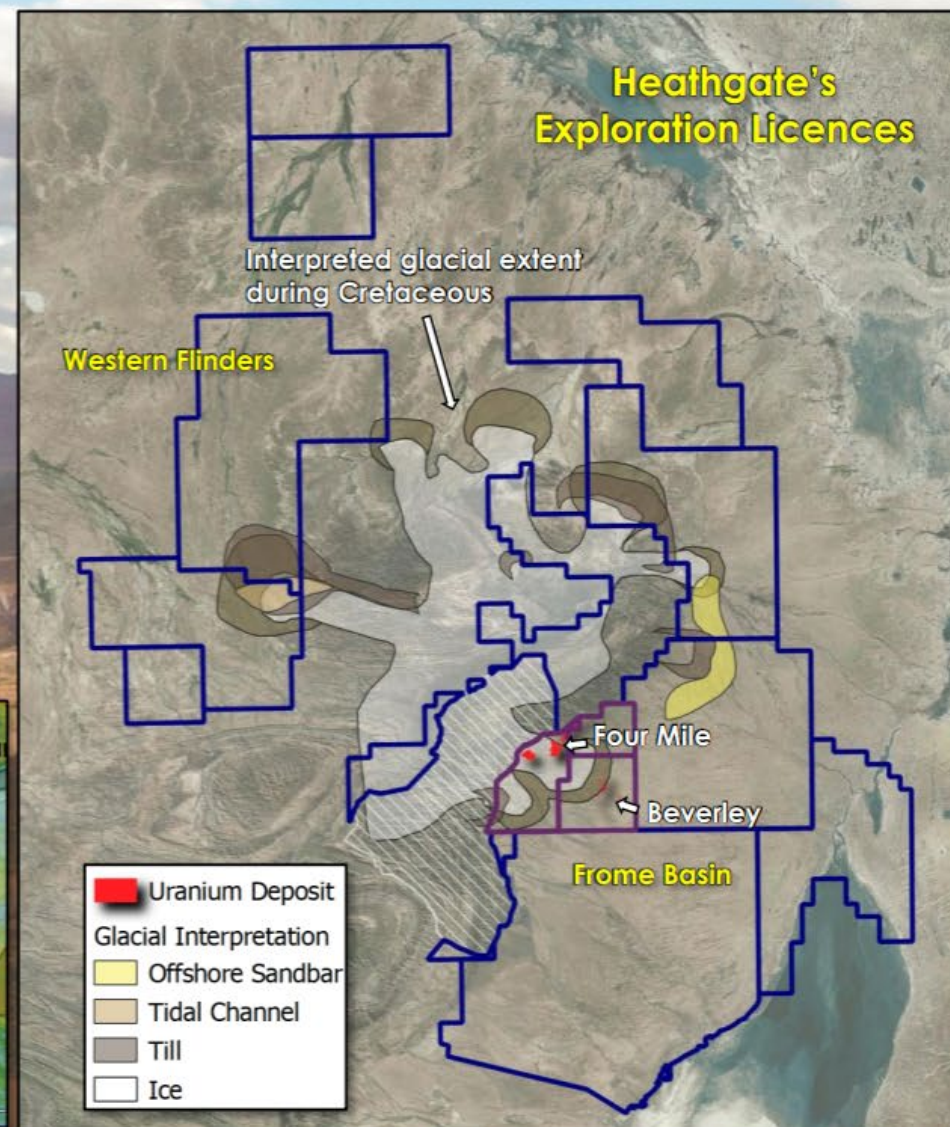 Heathgate's
Exploration Licences
Interpreted glacial extent
during Cretaceous
Western Flinders
Four Mile
Beverley
Frome Basin
Uranium Deposit
Glacial Interpretation
Offshore Sandbar
Tidal Channel
Till
Ice